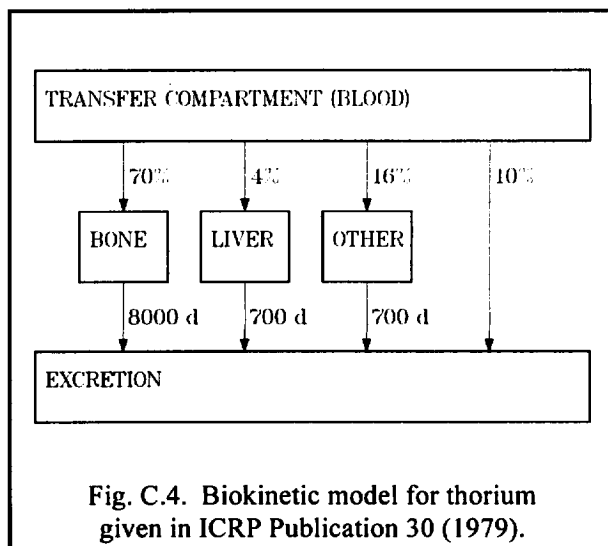 TRANSFER COMPARTMENT (BLOOD)
70% 4% 16% 10%
BONE LIVER OTHER
8000 d 700 d 700 d
EXCRETION
Fig. C.4. Biokinetic model for thorium
given in ICRP Publication 30 (1979).